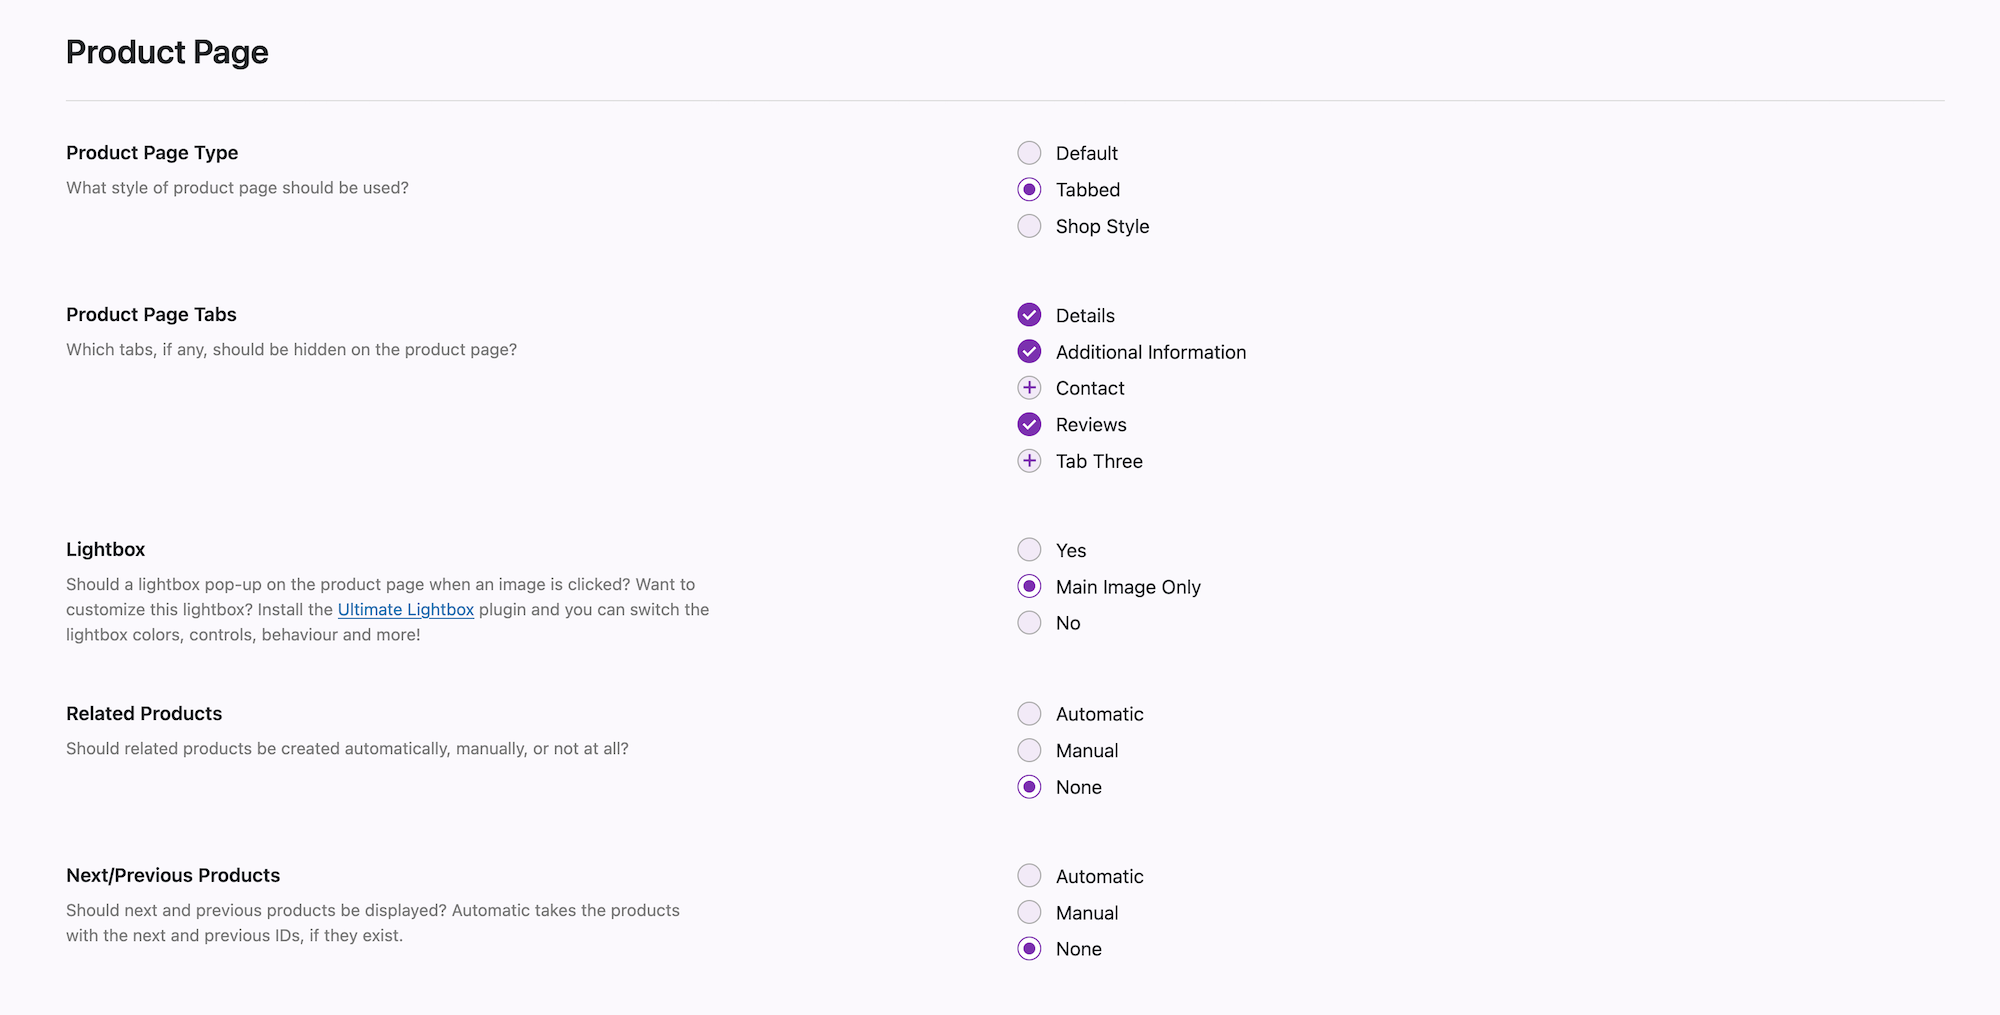 Product Page
Product Page Type
What style of product page should be used?
Default
Tabbed
Shop Style
Product Page Tabs
Which tabs, if any, should be hidden on the product page?
Details
Additional Information
Contact
Reviews
Tab Three
Lightbox
Should a lightbox pop-up on the product page when an image is clicked? Want to
customize this lightbox? Install the Ultimate Lightbox plugin and you can switch the
lightbox colors, controls, behaviour and more!
Yes
Main Image Only
No
Related Products
Should related products be created automatically, manually, or not at all?
Automatic
Manual
None
Next/Previous Products
Should next and previous products be displayed? Automatic takes the products
with the next and previous IDs, if they exist.
Automatic
Manual
None